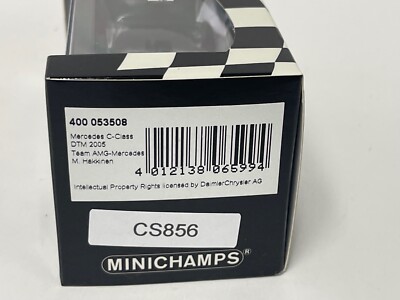 400 053508
Mercedes C-Class
DTM 2005
Team AMG-Mercedes
M. Häkkinen
4 012138 065994
Intellectual Property Rights licensed by DaimlerChrysler AG
CS856
MINICHAMPS®